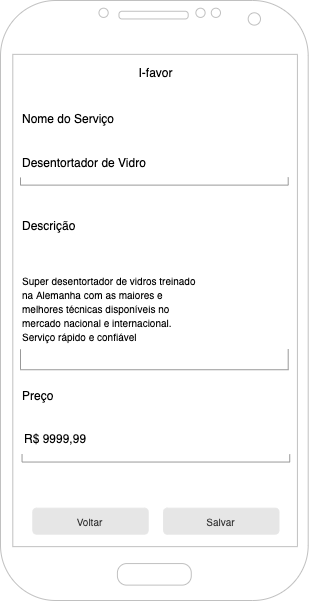 I-favor
Nome do Serviço
Desentortador de Vidro
Descrição
Super desentortador de vidros treinado
na Alemanha com as maiores e
melhores técnicas disponíveis no
mercado nacional e internacional.
Serviço rápido e confiável
Preço
R$ 9999,99
Voltar
Salvar